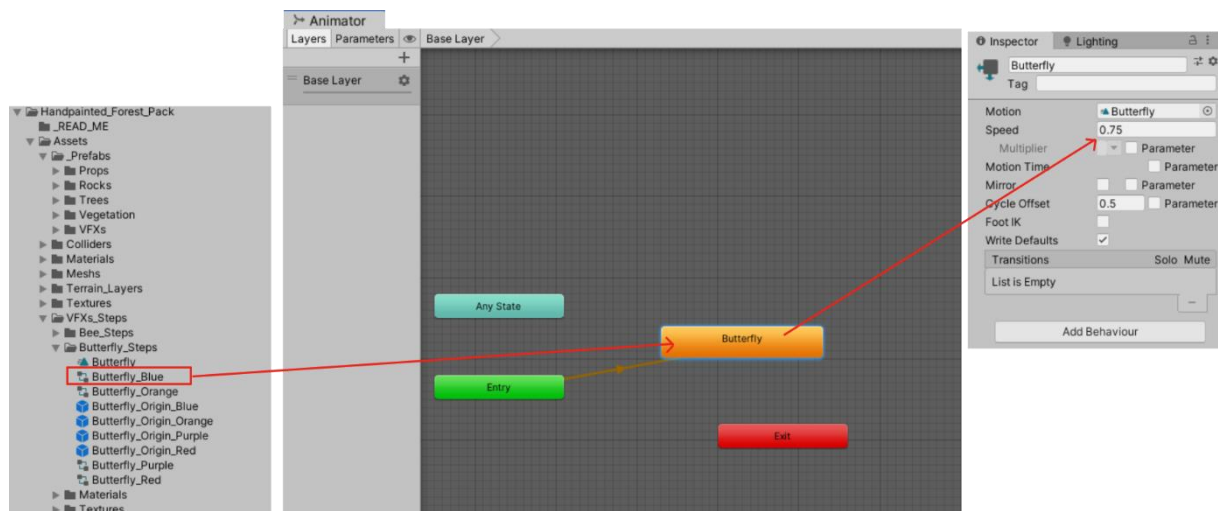 Handpainted_Forest_Pack
_READ_ME
Assets
_Prefabs
Props
Rocks
Trees
Vegetation
VFXs
Colliders
Materials
Meshs
Terrain_Layers
Textures
VFXs_Steps
Bee_Steps
Butterfly_Steps
Butterfly
Butterfly_Blue
Butterfly_Orange
Butterfly_Origin_Blue
Butterfly_Origin_Orange
Butterfly_Origin_Purple
Butterfly_Origin_Red
Butterfly_Purple
Butterfly_Red
Materials
Textures
Animator
Layers Parameters Base Layer
+
Base Layer
Any State
Butterfly
Entry
Exit
Inspector Lighting
Butterfly
Tag
Motion Butterfly
Speed 0.75
Multiplier Parameter
Motion Time Parameter
Mirror Parameter
Cycle Offset 0.5 Parameter
Foot IK
Write Defaults
Transitions Solo Mute
List is Empty
Add Behaviour